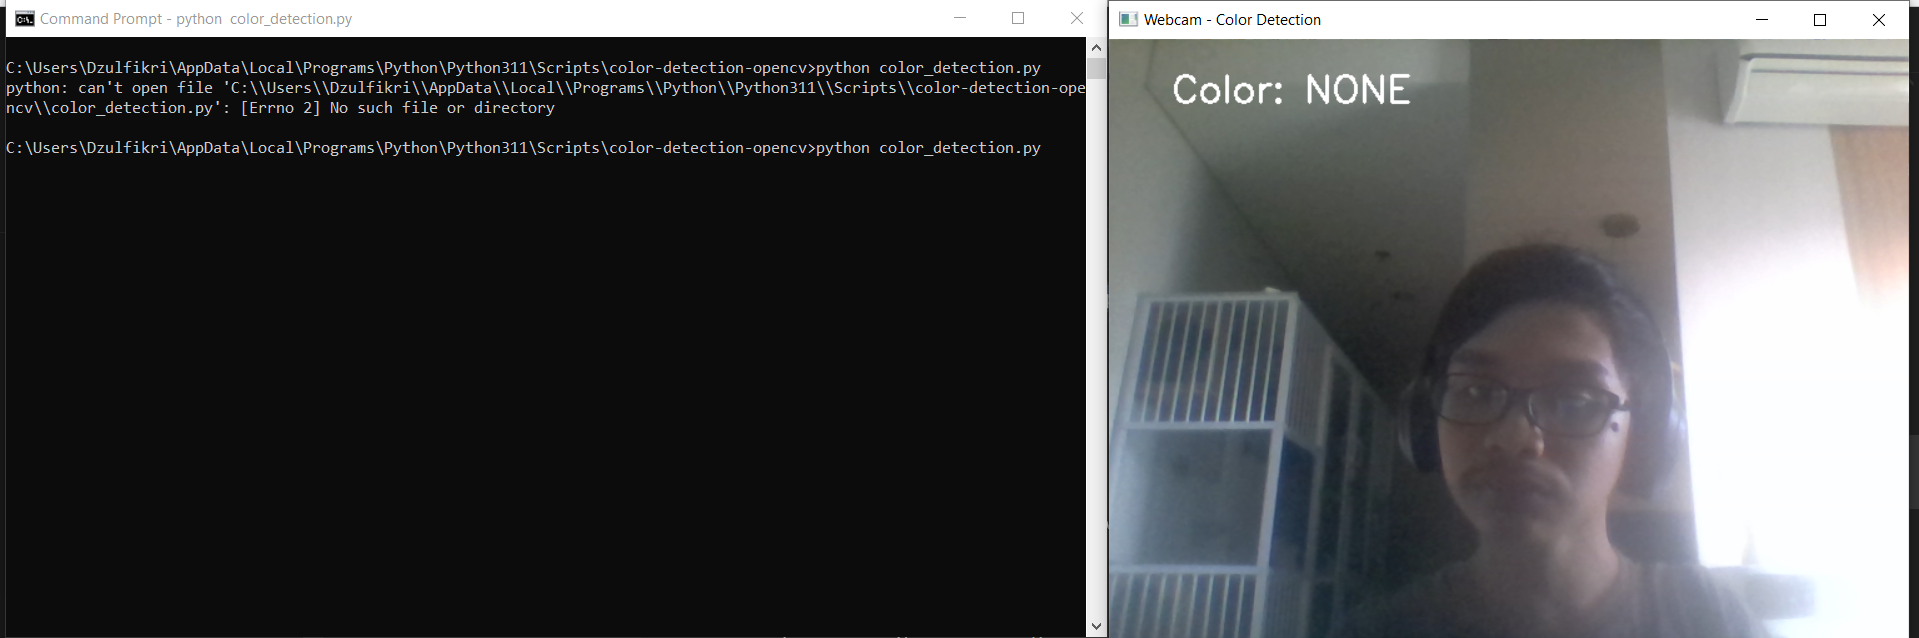 Command Prompt - python  color_detection.py
C:\Users\Dzulfikri\AppData\Local\Programs\Python\Python311\Scripts\color-detection-opencv>python color_detection.py
python: can't open file 'C:\\Users\\Dzulfikri\\AppData\\Local\\Programs\\Python\\Python311\\Scripts\\color-detection-ope
ncv\\color_detection.py': [Errno 2] No such file or directory
C:\Users\Dzulfikri\AppData\Local\Programs\Python\Python311\Scripts\color-detection-opencv>python color_detection.py
Webcam - Color Detection
Color: NONE